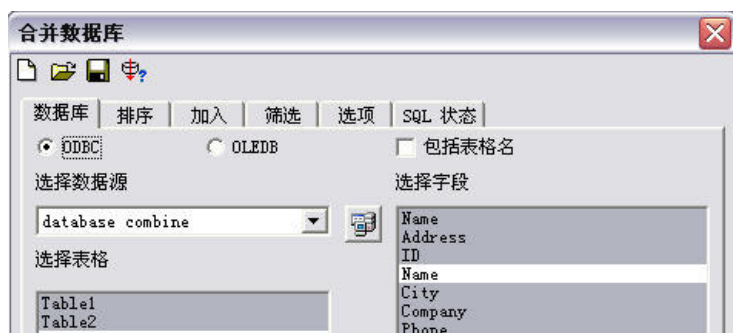 合并数据库
数据库 排序 加入 筛选 选项 SQL 状态
ODBC OLEDB 包括表格名
选择数据源 选择字段
database combine
Name
Address
选择表格
ID
Name
Table1
City
Table2
Company
Phone